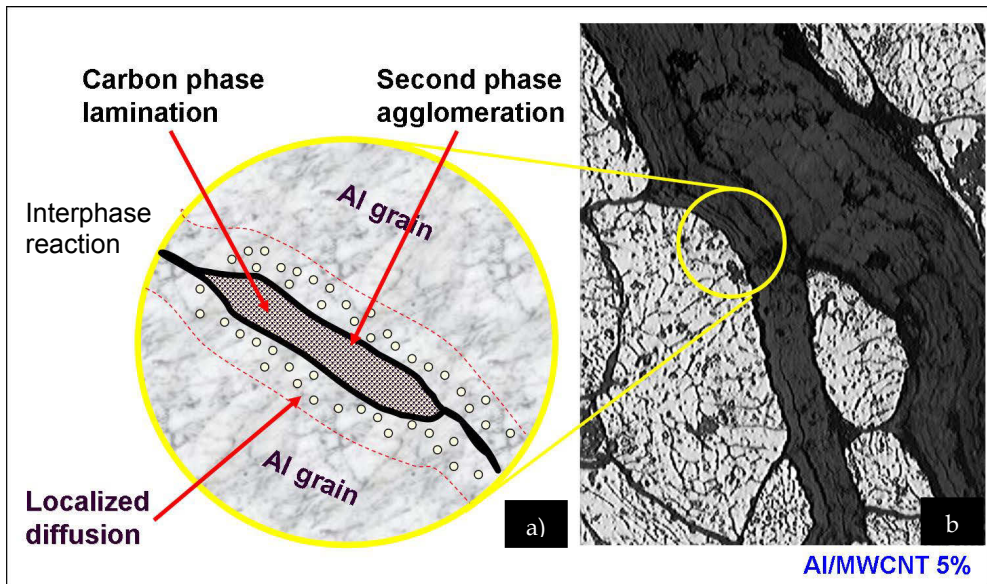 Carbon phase
lamination
Second phase
agglomeration
Interphase
reaction
Al grain
Al grain
Localized
diffusion
a)
b
Al/MWCNT 5%